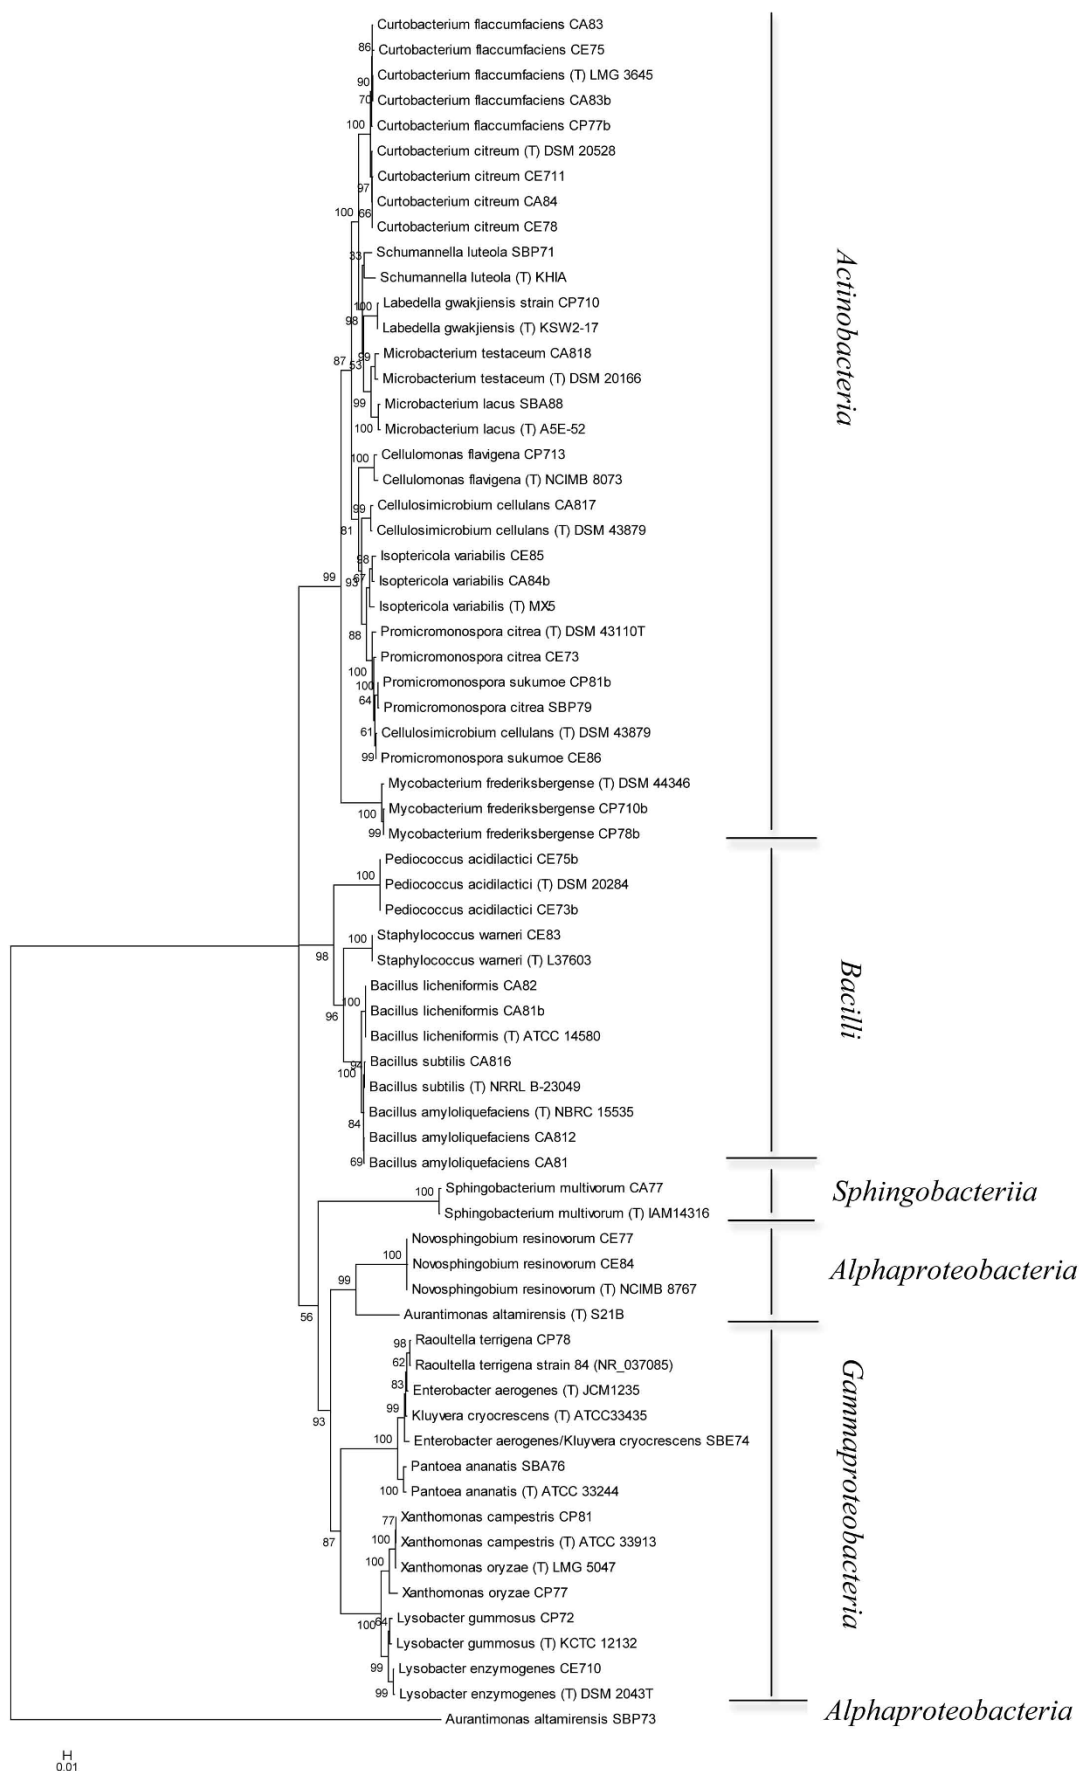 Curtobacterium flaccumfaciens CA83
86
Curtobacterium flaccumfaciens CE75
Curtobacterium flaccumfaciens (T) LMG 3645
90
70
Curtobacterium flaccumfaciens CA83b
100
Curtobacterium flaccumfaciens CP77b
Curtobacterium citreum (T) DSM 20528
Curtobacterium citreum CE711
97
Curtobacterium citreum CA84
100
66
Curtobacterium citreum CE78
Schumannella luteola SBP71
33
Schumannella luteola (T) KHIA
Labedella gwakjiensis strain CP710
100
98
Labedella gwakjiensis (T) KSW2-17
Microbacterium testaceum CA818
99
87
53
Microbacterium testaceum (T) DSM 20166
Microbacterium lacus SBA88
99
Microbacterium lacus (T) A5E-52
100
Cellulomonas flavigena CP713
100
Cellulomonas flavigena (T) NCIMB 8073
Cellulosimicrobium cellulans CA817
99
81
Cellulosimicrobium cellulans (T) DSM 43879
Isoptericola variabilis CE85
98
67
99
93
Isoptericola variabilis CA84b
Isoptericola variabilis (T) MX5
Promicromonospora citrea (T) DSM 43110T
88
Promicromonospora citrea CE73
100
Promicromonospora sukumoe CP81b
100
64
Promicromonospora citrea SBP79
61
Cellulosimicrobium cellulans (T) DSM 43879
99
Promicromonospora sukumoe CE86
Mycobacterium frederiksbergense (T) DSM 44346
Mycobacterium frederiksbergense CP710b
100
99
Mycobacterium frederiksbergense CP78b
Actinobacteria
Pediococcus acidilactici CE75b
100
Pediococcus acidilactici (T) DSM 20284
Pediococcus acidilactici CE73b
Staphylococcus warneri CE83
100
98
Staphylococcus warneri (T) L37603
Bacillus licheniformis CA82
100
96
Bacillus licheniformis CA81b
Bacillus licheniformis (T) ATCC 14580
Bacillus subtilis CA816
100
Bacillus subtilis (T) NRRL B-23049
Bacillus amyloliquefaciens (T) NBRC 15535
84
Bacillus amyloliquefaciens CA812
69
Bacillus amyloliquefaciens CA81
Bacilli
Sphingobacterium multivorum CA77
100
Sphingobacterium multivorum (T) IAM14316
Sphingobacteriia
Novosphingobium resinovorum CE77
100
Novosphingobium resinovorum CE84
99
Novosphingobium resinovorum (T) NCIMB 8767
56
Aurantimonas altamirensis (T) S21B
Alphaproteobacteria
Raoultella terrigena CP78
98
62
Raoultella terrigena strain 84 (NR_037085)
83
Enterobacter aerogenes (T) JCM1235
99
93
Kluyvera cryocrescens (T) ATCC33435
100
Enterobacter aerogenes/Kluyvera cryocrescens SBE74
Pantoea ananatis SBA76
100
Pantoea ananatis (T) ATCC 33244
77
Xanthomonas campestris CP81
87
100
Xanthomonas campestris (T) ATCC 33913
100
Xanthomonas oryzae (T) LMG 5047
Xanthomonas oryzae CP77
100
64
Lysobacter gummosus CP72
Lysobacter gummosus (T) KCTC 12132
99
Lysobacter enzymogenes CE710
99
Lysobacter enzymogenes (T) DSM 2043T
Gammaproteobacteria
Aurantimonas altamirensis SBP73
Alphaproteobacteria
0.01